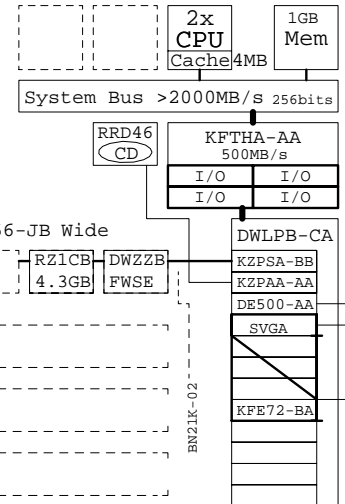 2x
CPU
Cache 4MB
1GB
Mem
System Bus >2000MB/s 256bits
RRD46
CD
KFTHA-AA
500MB/s
I/O I/O
I/O I/O
6-JB Wide
DWLPB-CA
RZ1CB
4.3GB
DWZZB
FWSE
KZPSA-BB
KZPAA-AA
DE500-AA
SVGA
KFE72-BA
BN21K-02